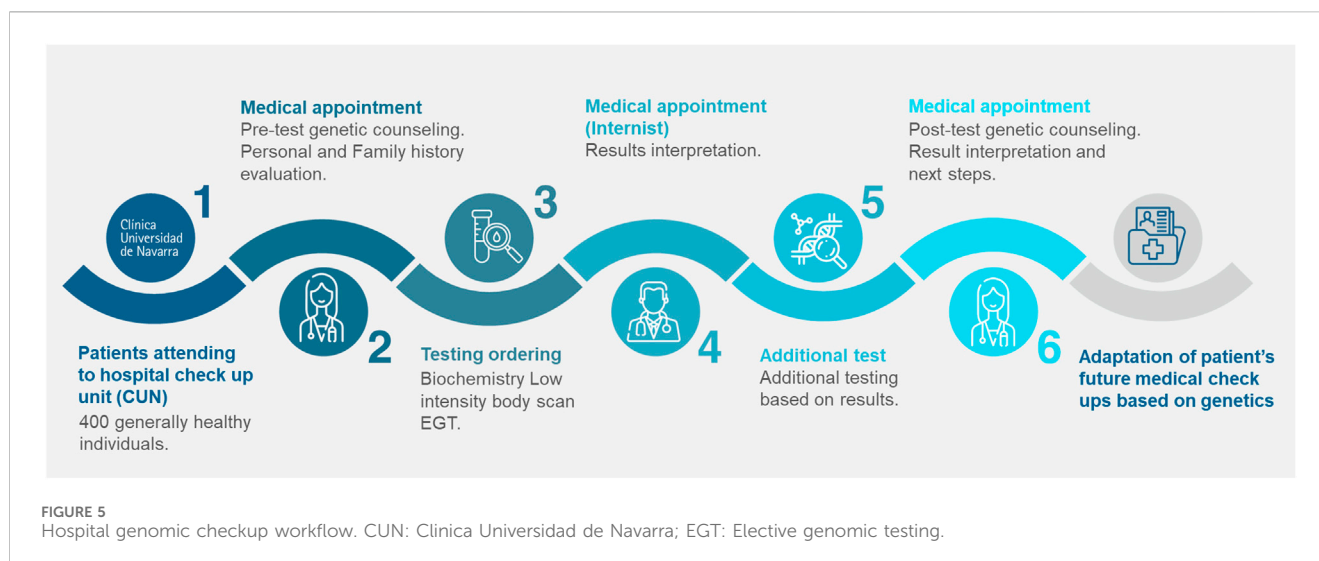 Clínica
Universidad
de Navarra
1
Patients attending
to hospital check up
unit (CUN)
400 generally healthy
individuals.
Medical appointment
Pre-test genetic counseling.
Personal and Family history
evaluation.
2
3
Testing ordering
Biochemistry Low
intensity body scan
EGT.
Medical appointment
(Internist)
Results interpretation.
4
5
Additional test
Additional testing
based on results.
Medical appointment
Post-test genetic counseling.
Result interpretation and
next steps.
6
Adaptation of patient's
future medical check
ups based on genetics
FIGURE 5
Hospital genomic checkup workflow. CUN: Clinica Universidad de Navarra; EGT: Elective genomic testing.